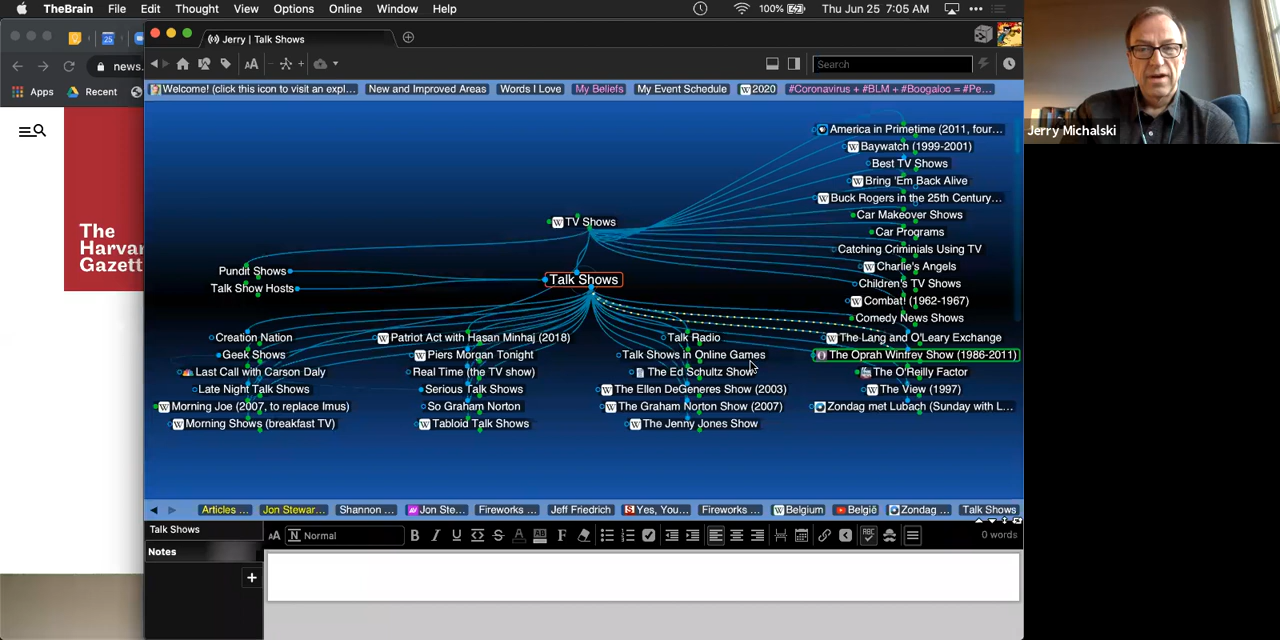 TheBrain File Edit Thought View Options Online Window Help 100% Thu Jun 25 7:05 AM
Jerry | Talk Shows
news.
Search
Apps Recent
Welcome! (click this icon to visit an expl... New and Improved Areas Words I Love My Beliefs My Event Schedule 2020 #Coronavirus + #BLM + #Boogaloo = #Pe...
Jerry Michalski
The
Harvar
Gazett
America in Primetime (2011, four...
Baywatch (1999-2001)
Best TV Shows
Bring 'Em Back Alive
Buck Rogers in the 25th Century...
Car Makeover Shows
Car Programs
Catching Criminials Using TV
Charlie's Angels
Children's TV Shows
Combat! (1962-1967)
Comedy News Shows
TV Shows
Pundit Shows
Talk Show Hosts
Talk Shows
Creation Nation
Geek Shows
Last Call with Carson Daly
Late Night Talk Shows
Morning Joe (2007, to replace Imus)
Morning Shows (breakfast TV)
Patriot Act with Hasan Minhaj (2018)
Piers Morgan Tonight
Real Time (the TV show)
Serious Talk Shows
So Graham Norton
Tabloid Talk Shows
Talk Radio
Talk Shows in Online Games
The Ed Schultz Show
The Ellen DeGeneres Show (2003)
The Graham Norton Show (2007)
The Jenny Jones Show
The Lang and O'Leary Exchange
The Oprah Winfrey Show (1986-2011)
The O'Reilly Factor
The View (1997)
Zondag met Lubach (Sunday with L...
Articles ... Jon Stewar... Shannon ... Jon Ste... Fireworks ... Jeff Friedrich Yes, You... Fireworks ... Belgium België Zondag ... Talk Shows
Talk Shows
Normal
0 words
Notes